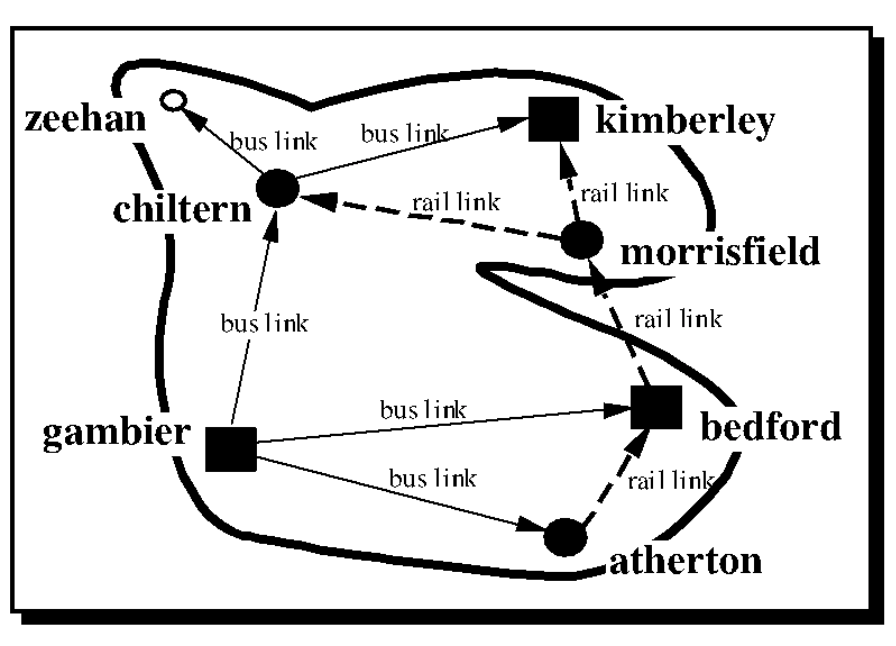 zeehan
bus link
bus link
kimberley
chiltern
rail link
rail link
morrisfield
bus link
rail link
gambier
bus link
bedford
bus link
rail link
atherton